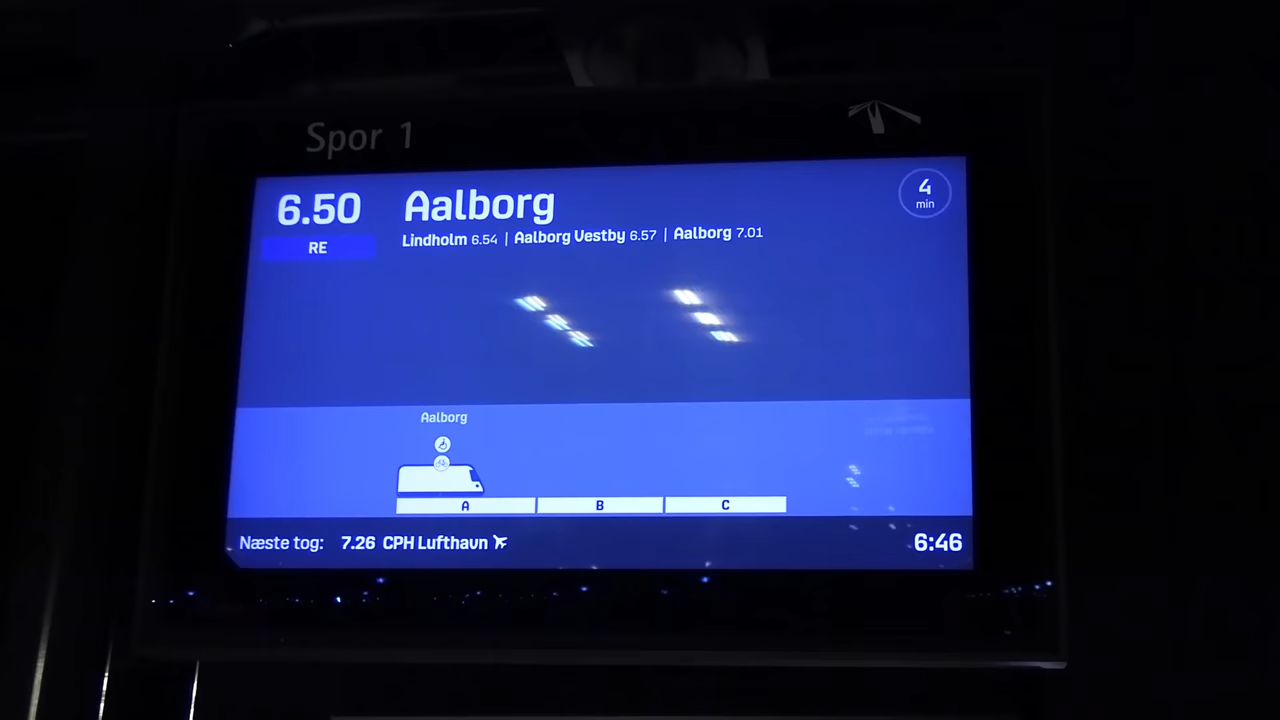 Spor 1
6.50 Aalborg 4 min
RE Lindholm 6.54 | Aalborg Vestby 6.57 | Aalborg 7.01
Aalborg
A B C
Næste tog: 7.26 CPH Lufthavn 6:46